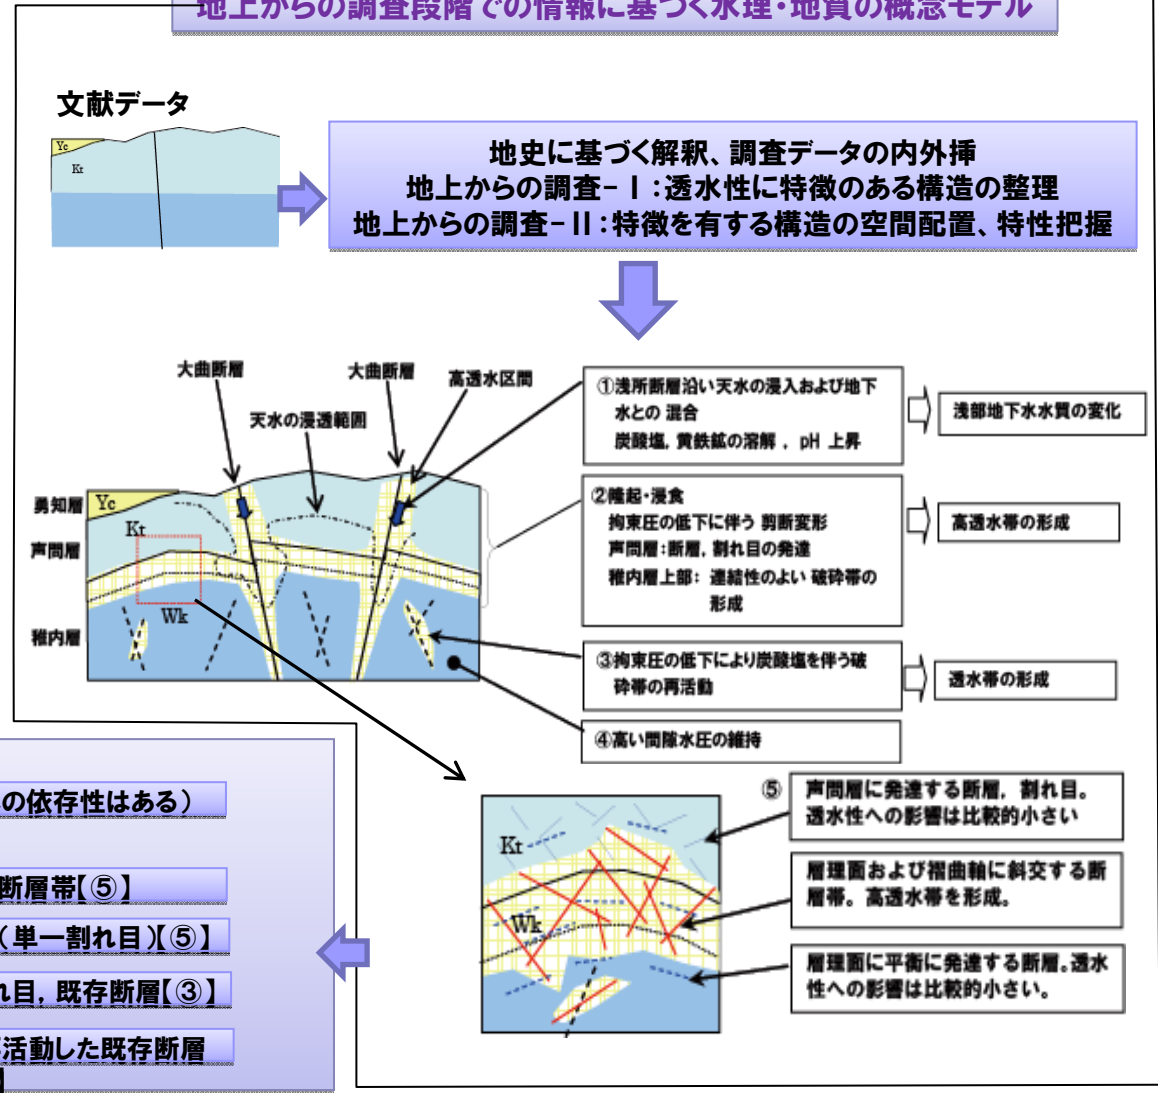 地上からの調査段階での情報に基づく水理・地質の概念モデル
文献データ
Yc
Kt
地史に基づく解釈、調査データの内外挿
地上からの調査-Ⅰ:透水性に特徴のある構造の整理
地上からの調査-Ⅱ:特徴を有する構造の空間配置、特性把握
大曲断層
大曲断層
高透水区間
天水の浸透範囲
勇知層
声問層
稚内層
Yc
Kt
Wk
①浅所断層沿い天水の浸入および地下
水との 混合
炭酸塩, 黄鉄鉱の溶解 , pH 上昇
浅部地下水水質の変化
②隆起・浸食
拘束圧の低下に伴う 剪断変形
声問層:断層, 割れ目の発達
稚内層上部: 連結性のよい 破砕帯の
形成
高透水帯の形成
③拘束圧の低下により炭酸塩を伴う破
砕帯の再活動
透水帯の形成
④高い間隙水圧の維持
⑤
Kt
Wk
声問層に発達する断層, 割れ目。
透水性への影響は比較的小さい
層理面および褶曲軸に斜交する断
層帯。高透水帯を形成。
層理面に平衡に発達する断層。透水
性への影響は比較的小さい。
の依存性はある)
断層帯【⑤】
(単一割れ目)【⑤】
れ目, 既存断層【③】
活動した既存断層